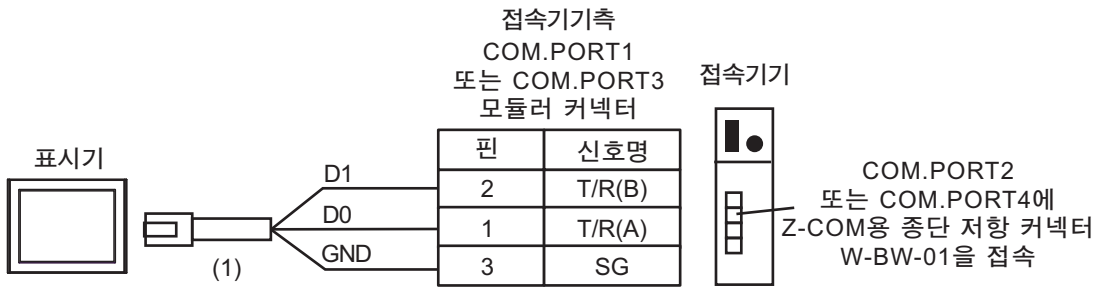 접속기기측
COM.PORT1
또는 COM.PORT3
모듈러 커넥터
접속기기
표시기
핀 신호명
D1 2 T/R(B)
D0 1 T/R(A)
GND 3 SG
(1)
COM.PORT2
또는 COM.PORT4에
Z-COM용 종단 저항 커넥터
W-BW-01을 접속